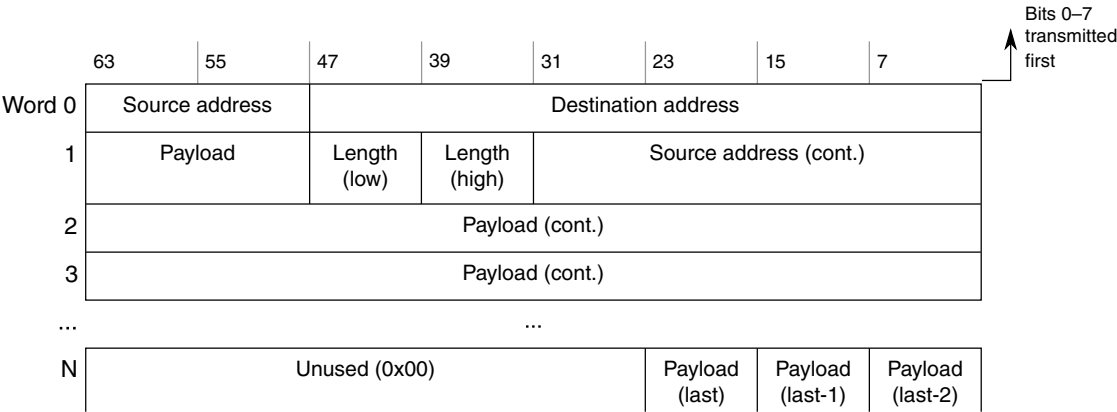 Bits 0–7
transmitted
first
63 55 47 39 31 23 15 7
Word 0 Source address Destination address
1 Payload Length Length Source address (cont.)
(low) (high)
2 Payload (cont.)
3 Payload (cont.)
... ...
N Unused (0x00) Payload Payload Payload
(last) (last-1) (last-2)